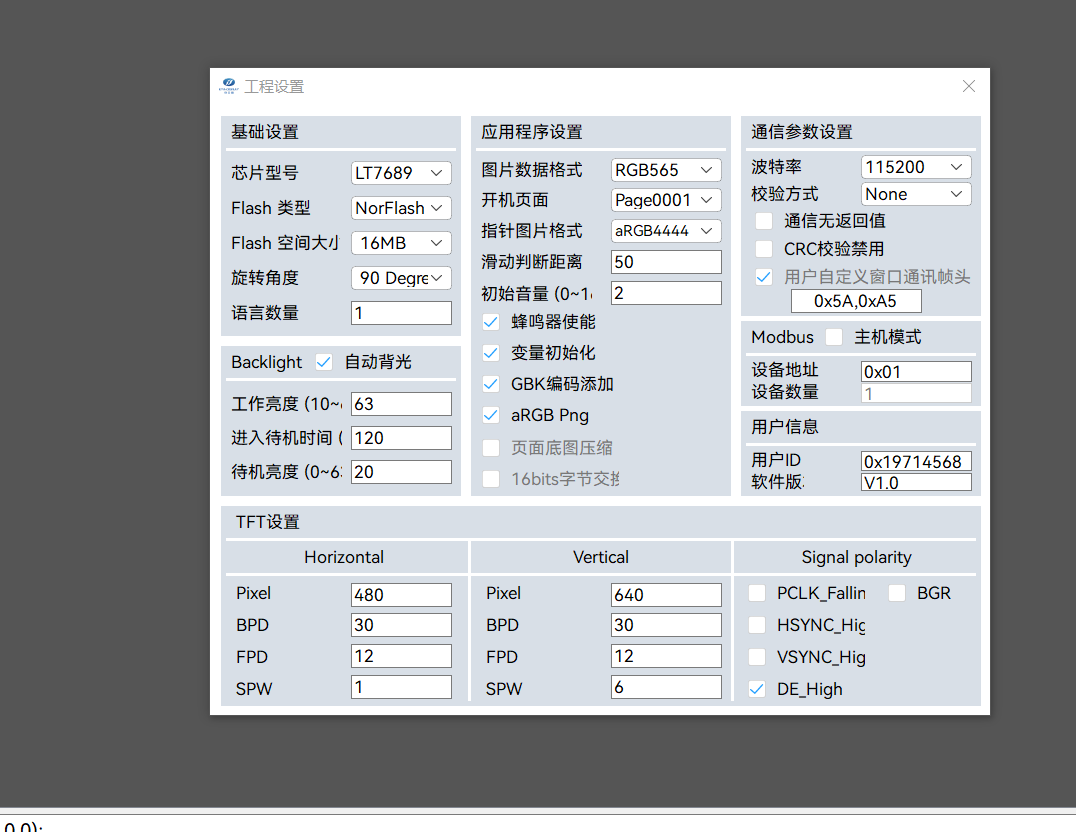 工程设置
基础设置
芯片型号 LT7689
Flash 类型 NorFlash
Flash 空间大小 16MB
旋转角度 90 Degre
语言数量 1
Backlight 自动背光
工作亮度 (10~
进入待机时间 ( 120
待机亮度 (0~6 20
63
应用程序设置
图片数据格式 RGB565
开机页面 Page0001
指针图片格式 aRGB4444
滑动判断距离 50
初始音量 (0~1 2
蜂鸣器使能
变量初始化
GBK编码添加
aRGB Png
页面底图压缩
16bits字节交换
通信参数设置
波特率 115200
校验方式 None
通信无返回值
CRC校验禁用
用户自定义窗口通讯帧头
0x5A,0xA5
Modbus 主机模式
设备地址 0x01
设备数量 1
用户信息
用户ID 0x19714568
软件版 V1.0
TFT设置
Horizontal
Pixel 480
BPD 30
FPD 12
SPW 1
Vertical
Pixel 640
BPD 30
FPD 12
SPW 6
Signal polarity
PCLK_Fallin BGR
HSYNC_Hig
VSYNC_Hig
DE_High
0,0);